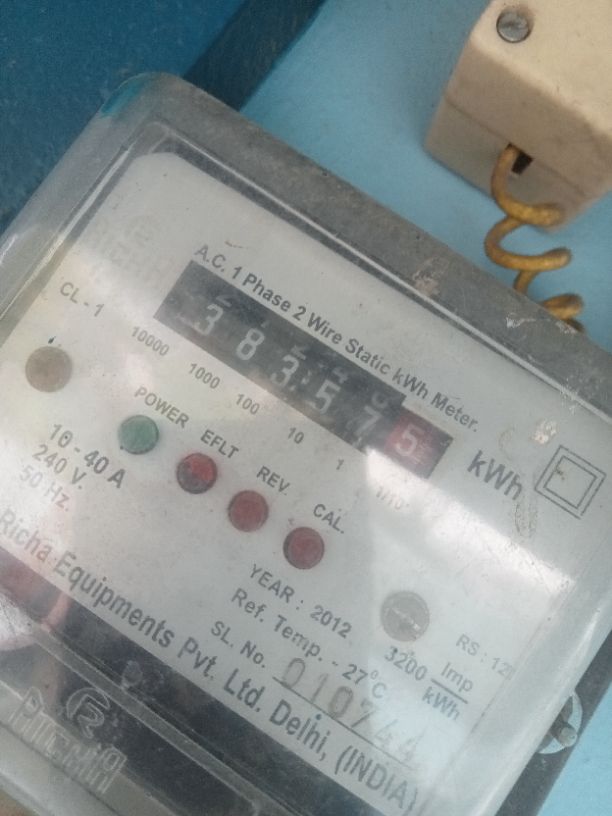 A.C. 1 Phase 2 Wire Static kWh Meter.
CL - 1
3 8 3 5 7 5
kWh
10000 1000 100 10 1 1/10
POWER EFLT REV. CAL.
10 - 40 A
240 V.
50 Hz.
YEAR : 2012
Ref. Temp. - 27°C
3200 Imp/kWh
SL. No. 010744
Richa Equipments Pvt. Ltd. Delhi, (INDIA)
RICHA